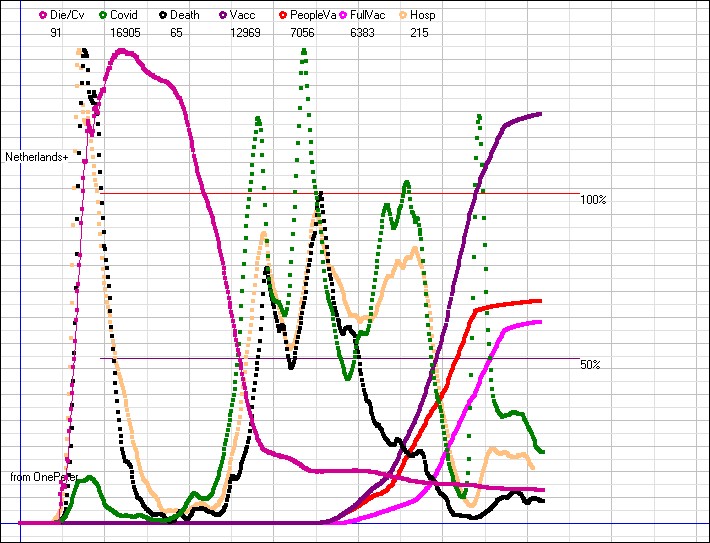 Die/Cv Covid Death Vacc PeopleVa FullVac Hosp
91 16905 65 12969 7056 6383 215
Netherlands+
100%
50%
from OnePeter